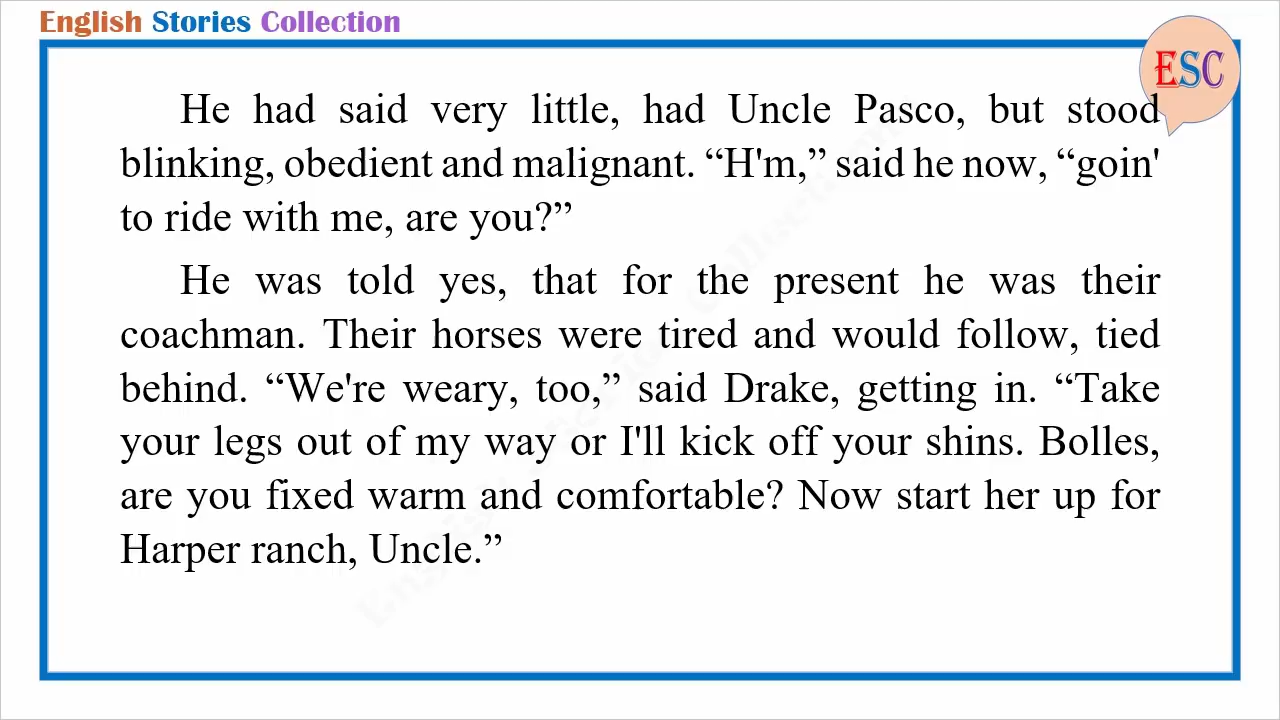 English Stories Collection
ESC
He had said very little, had Uncle Pasco, but stood
blinking, obedient and malignant. “H'm,” said he now, “goin'
to ride with me, are you?”
He was told yes, that for the present he was their
coachman. Their horses were tired and would follow, tied
behind. “We're weary, too,” said Drake, getting in. “Take
your legs out of my way or I'll kick off your shins. Bolles,
are you fixed warm and comfortable? Now start her up for
Harper ranch, Uncle.”